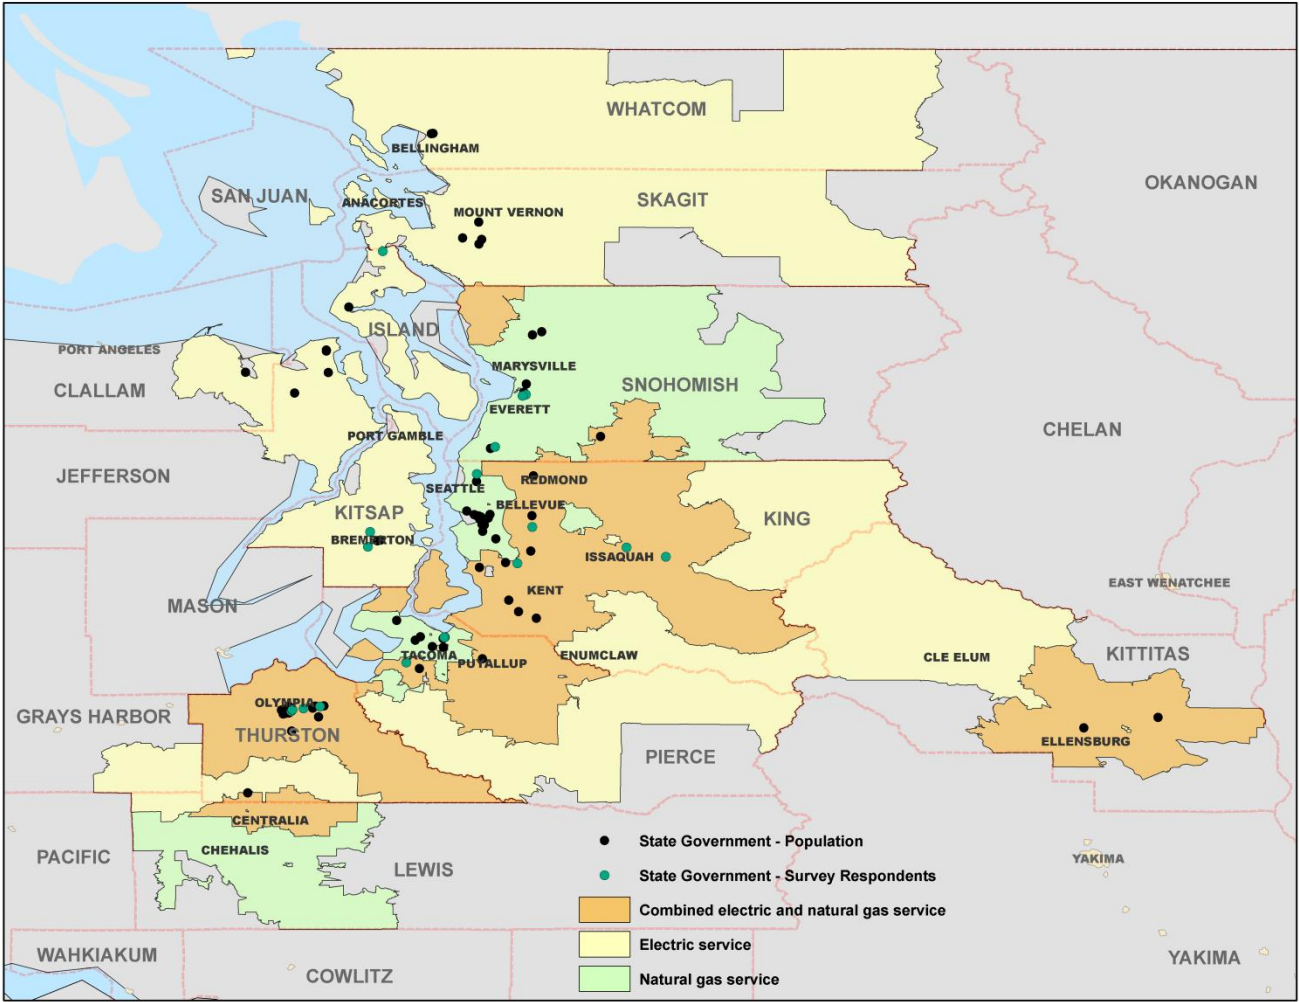 WHATCOM
BELLINGHAM
SAN JUAN
ANACORTES
SKAGIT
OKANOGAN
MOUNT VERNON
ISLAND
PORT ANGELES
MARYSVILLE
CLALLAM
SNOHOMISH
EVERETT
CHELAN
PORT GAMBLE
JEFFERSON
REDMOND
SEATTLE
BELLEVUE
KITSAP
KING
BREMERTON
ISSAQUAH
EAST WENATCHEE
KENT
MASON
TACOMA
PUYALLUP
ENUMCLAW
CLE ELUM
KITTITAS
OLYMPIA
GRAYS HARBOR
THURSTON
ELLENSBURG
PIERCE
CENTRALIA
CHEHALIS
PACIFIC
LEWIS
YAKIMA
WAHKIAKUM
COWLITZ
YAKIMA
State Government - Population
State Government - Survey Respondents
Combined electric and natural gas service
Electric service
Natural gas service